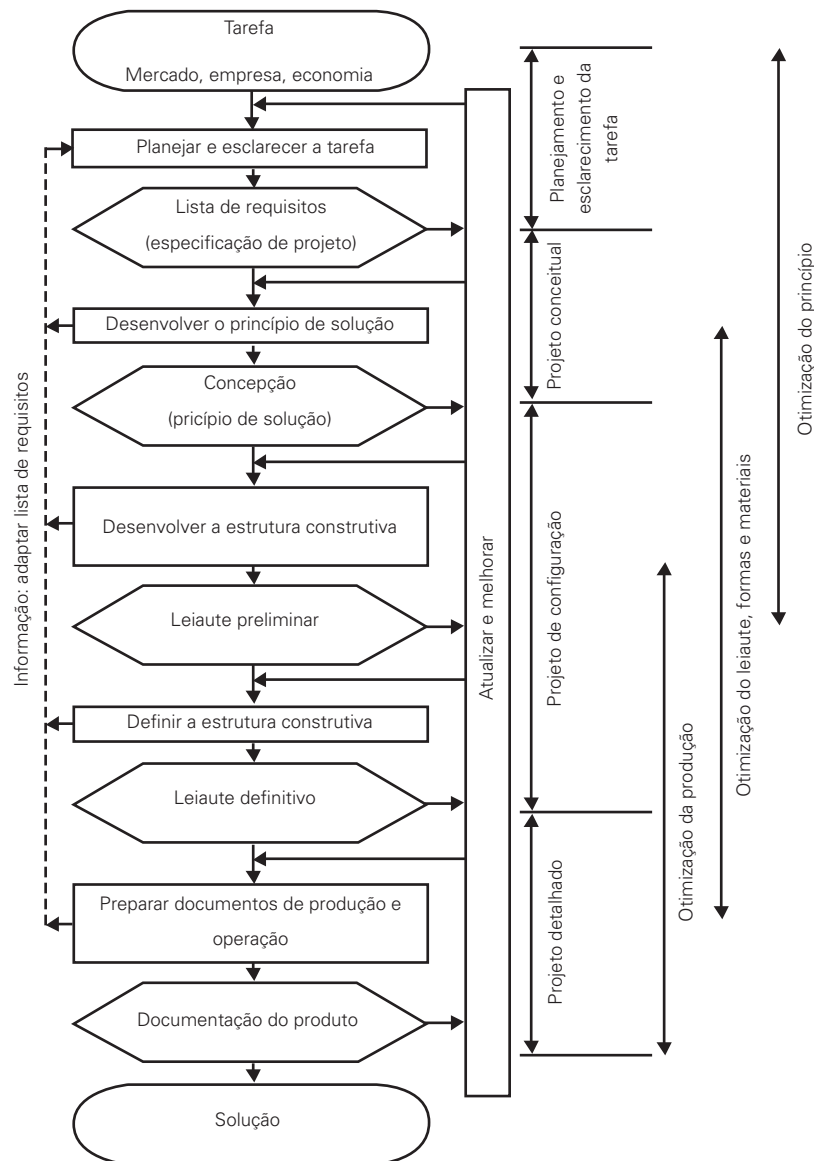 Tarefa
Mercado, empresa, economia
Planejar e esclarecer a tarefa
Lista de requisitos
(especificação de projeto)
Desenvolver o princípio de solução
Concepção
(pricípio de solução)
Desenvolver a estrutura construtiva
Leiaute preliminar
Definir a estrutura construtiva
Leiaute definitivo
Preparar documentos de produção e
operação
Documentação do produto
Solução
Informação: adaptar lista de requisitos
Atualizar e melhorar
Planejamento e
esclarecimento da
tarefa
Projeto conceitual
Projeto de configuração
Projeto detalhado
Otimização da produção
Otimização do leiaute, formas e materiais
Otimização do princípio